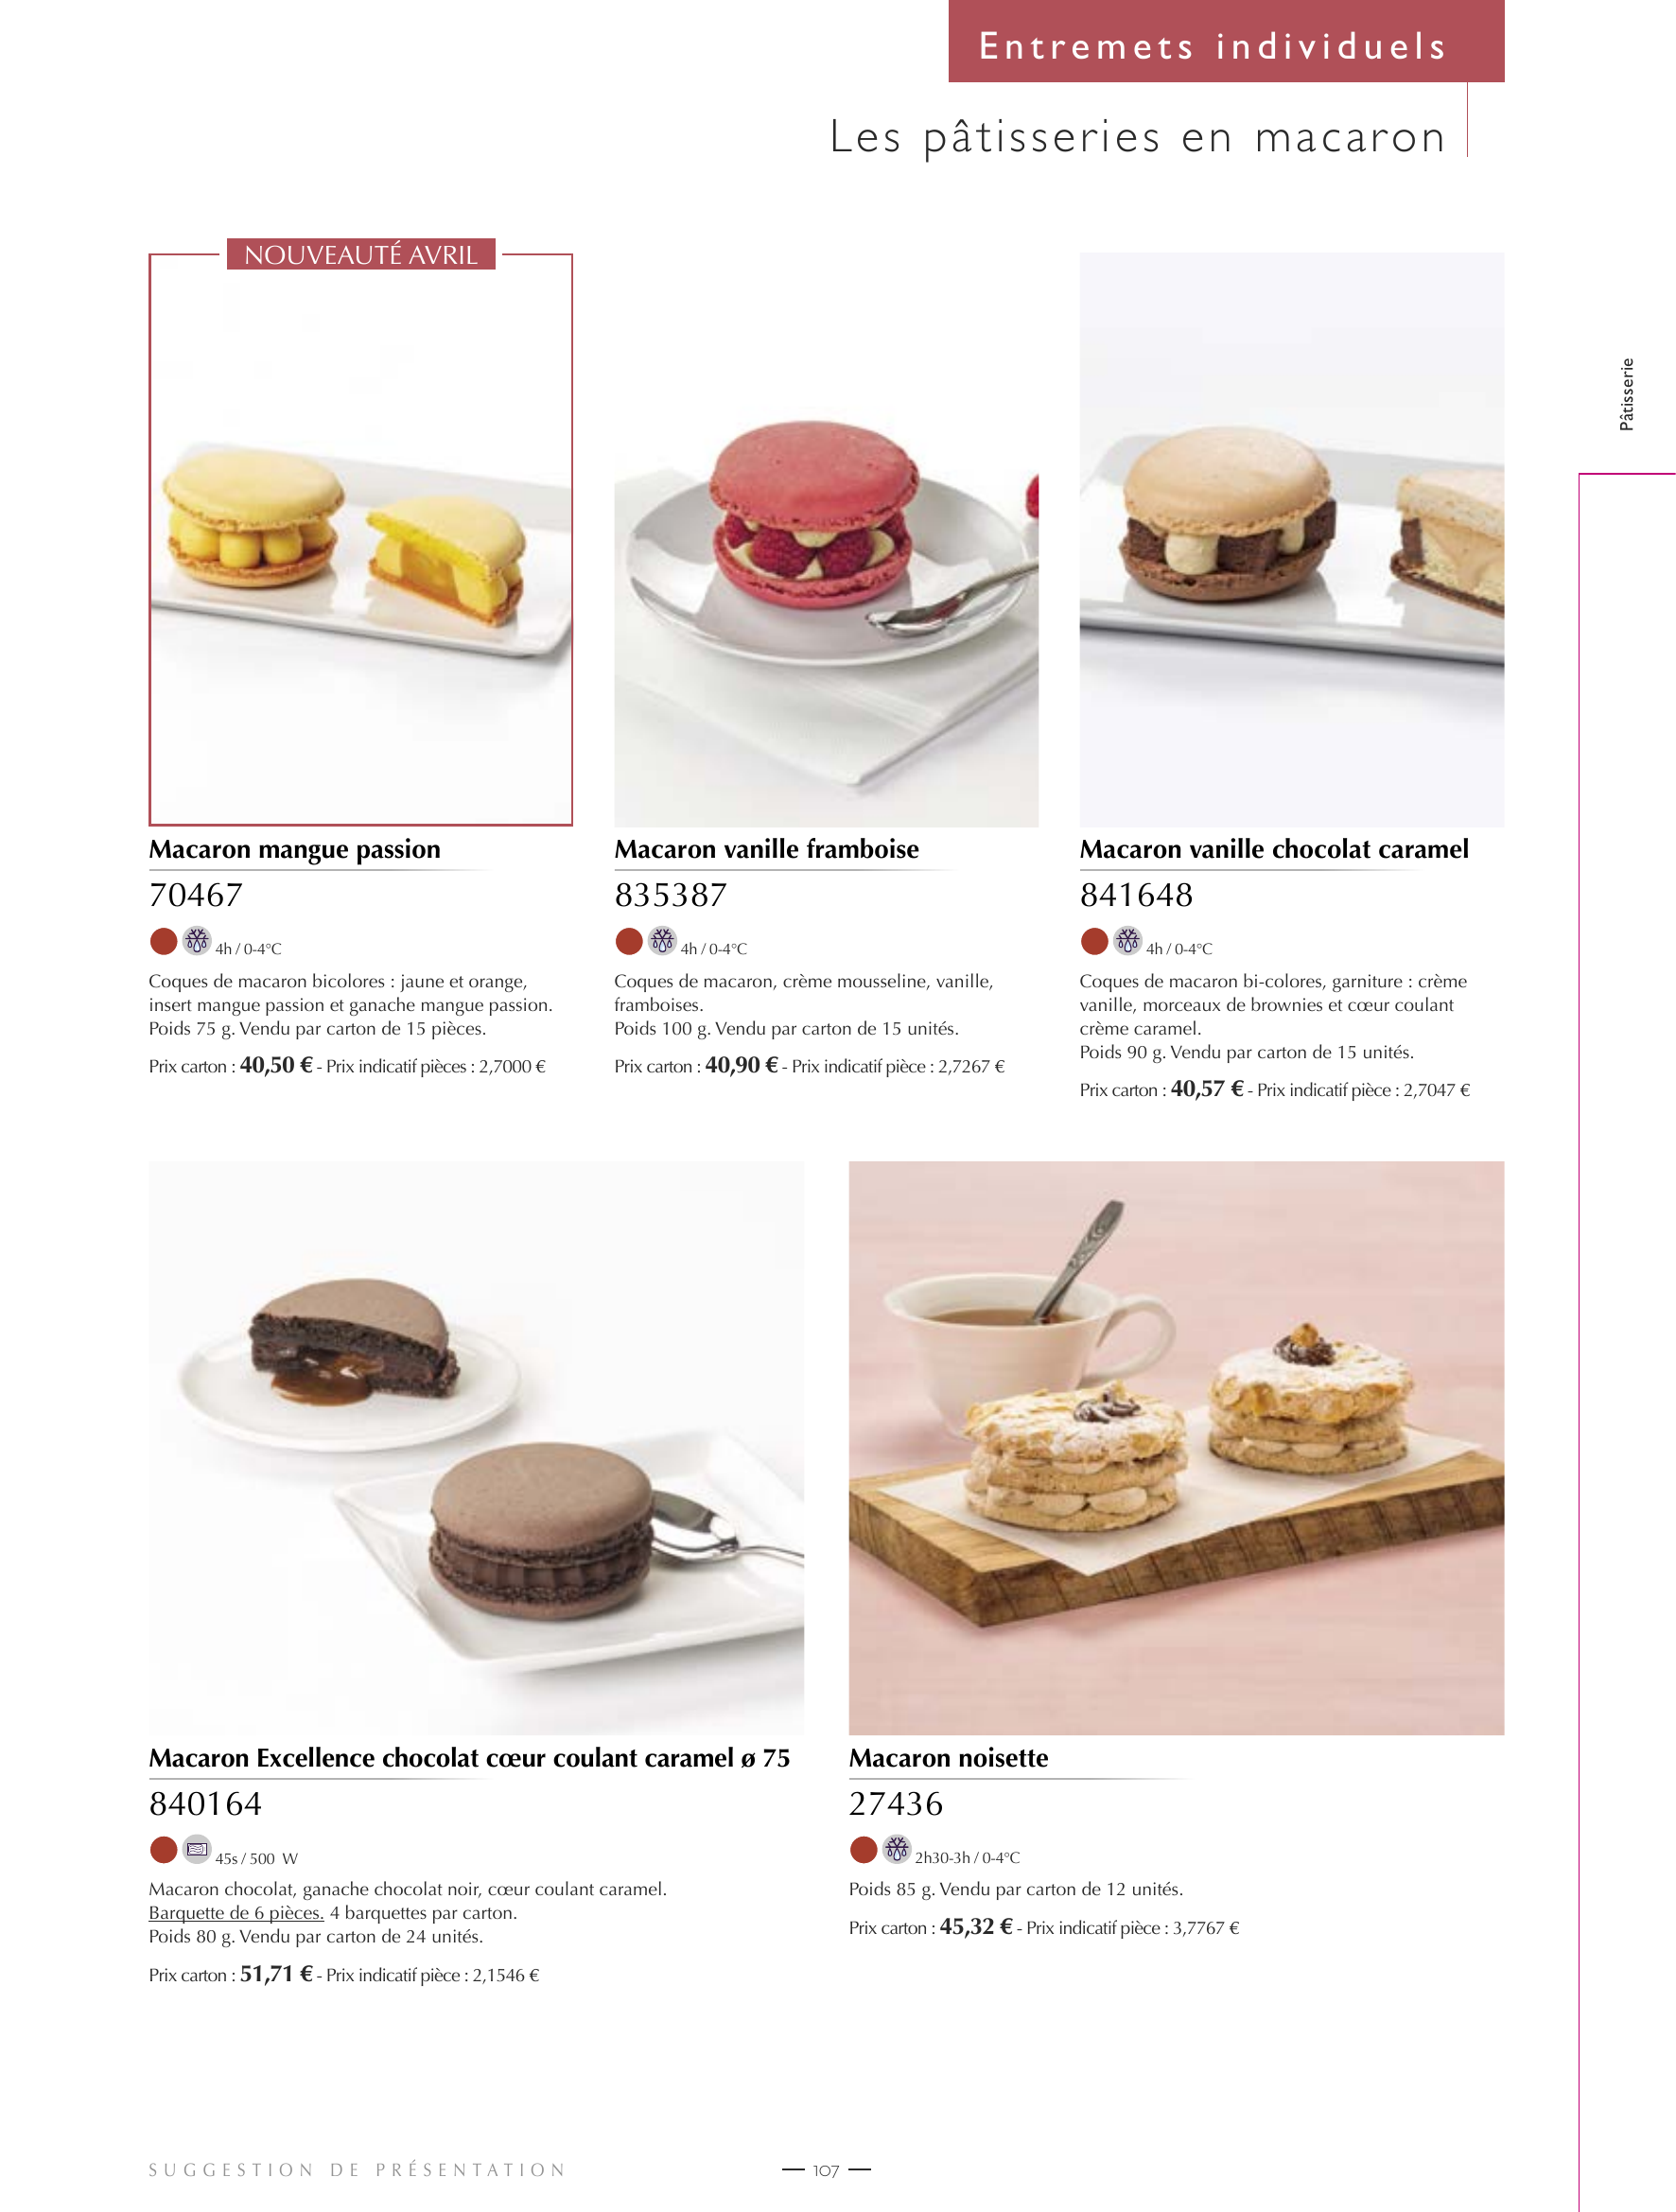 Entremets individuels
Les pâtisseries en macaron
Pâtisserie
NOUVEAUTÉ AVRIL
Macaron mangue passion
70467
4h / 0-4°C
Coques de macaron bicolores : jaune et orange,
insert mangue passion et ganache mangue passion.
Poids 75 g. Vendu par carton de 15 pièces.
Prix carton : 40,50 € - Prix indicatif pièces : 2,7000 €
Macaron vanille framboise
835387
4h / 0-4°C
Coques de macaron, crème mousseline, vanille,
framboises.
Poids 100 g. Vendu par carton de 15 unités.
Prix carton : 40,90 € - Prix indicatif pièce : 2,7267 €
Macaron vanille chocolat caramel
841648
4h / 0-4°C
Coques de macaron bi-colores, garniture : crème
vanille, morceaux de brownies et cœur coulant
crème caramel.
Poids 90 g. Vendu par carton de 15 unités.
Prix carton : 40,57 € - Prix indicatif pièce : 2,7047 €
Macaron Excellence chocolat cœur coulant caramel ø 75
840164
45s / 500 W
Macaron chocolat, ganache chocolat noir, cœur coulant caramel.
Barquette de 6 pièces. 4 barquettes par carton.
Poids 80 g. Vendu par carton de 24 unités.
Prix carton : 51,71 € - Prix indicatif pièce : 2,1546 €
Macaron noisette
27436
2h30-3h / 0-4°C
Poids 85 g. Vendu par carton de 12 unités.
Prix carton : 45,32 € - Prix indicatif pièce : 3,7767 €
SUGGESTION DE PRÉSENTATION
107